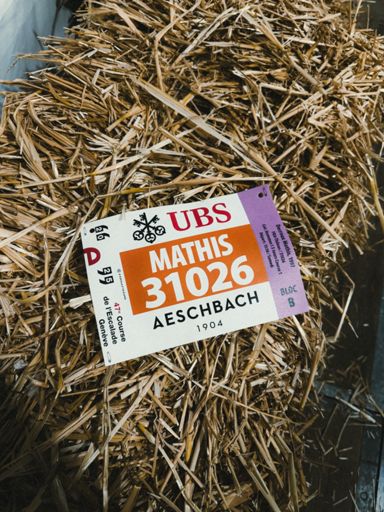 UBS
MATHIS
31026
AESCHBACH
1904
D
47e Course
de l'Escalade
Genève
BLOC
B